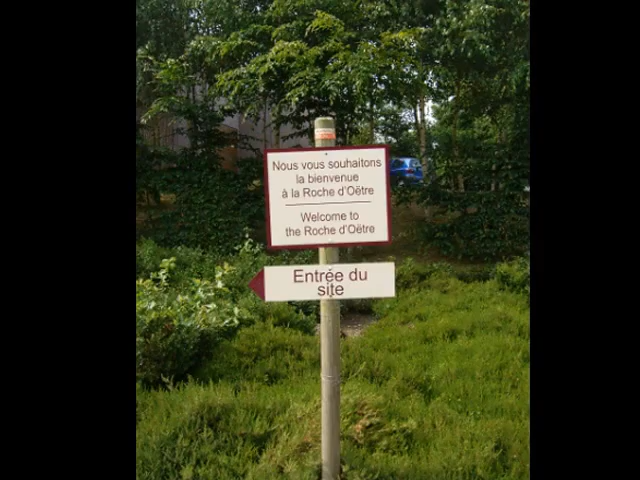 Nous vous souhaitons
la bienvenue
à la Roche d'Oëtre
Welcome to
the Roche d'Oëtre
Entrée du
site